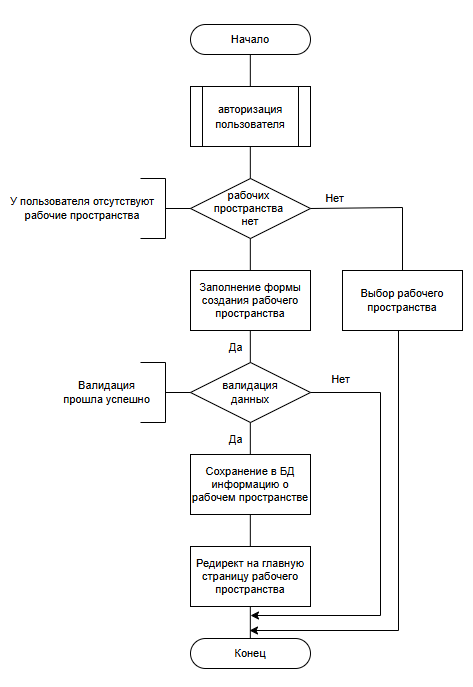 Начало
авторизация
пользователя
У пользователя отсутствуют
рабочие пространства
рабочих
пространства
нет
Нет
Заполнение формы
создания рабочего
пространства
Выбор рабочего
пространства
Да
Валидация
прошла успешно
валидация
данных
Нет
Да
Сохранение в БД
информацию о
рабочем пространстве
Редирект на главную
страницу рабочего
пространства
Конец